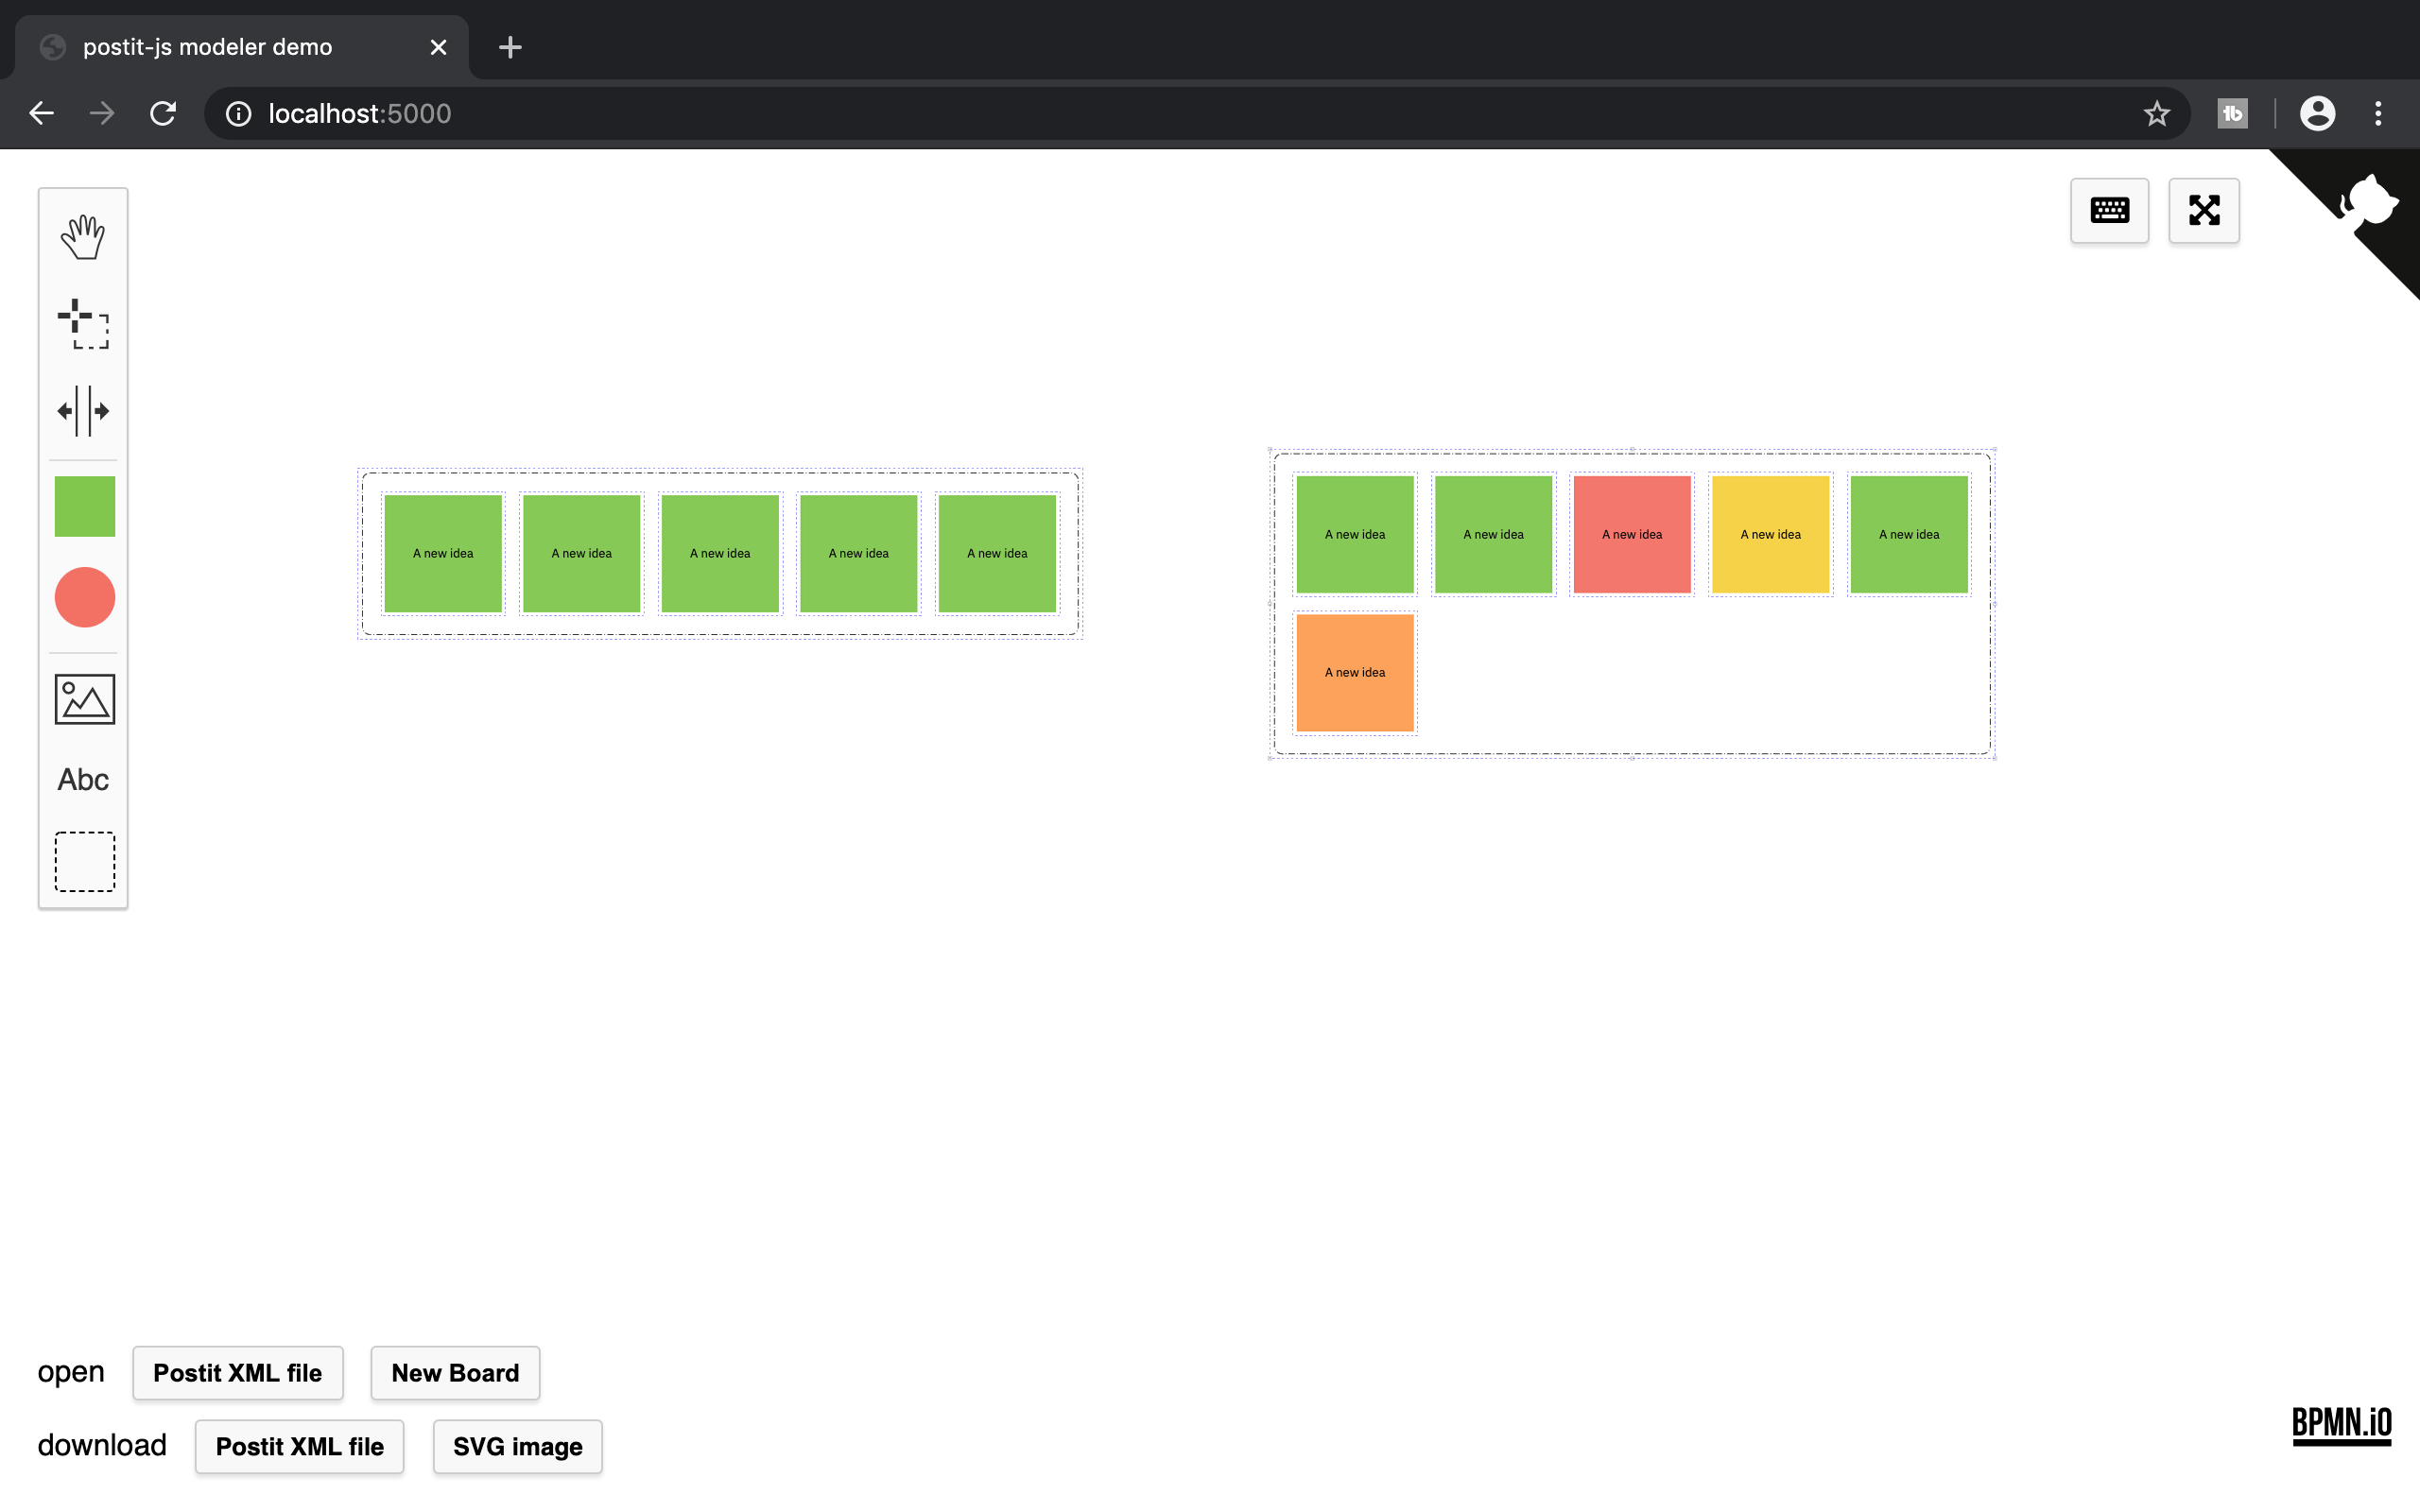 postit-js modeler demo
localhost:5000
A new idea A new idea A new idea A new idea A new idea
A new idea A new idea A new idea A new idea A new idea
A new idea
Abc
open Postit XML file New Board
download Postit XML file SVG image
BPMN.iO